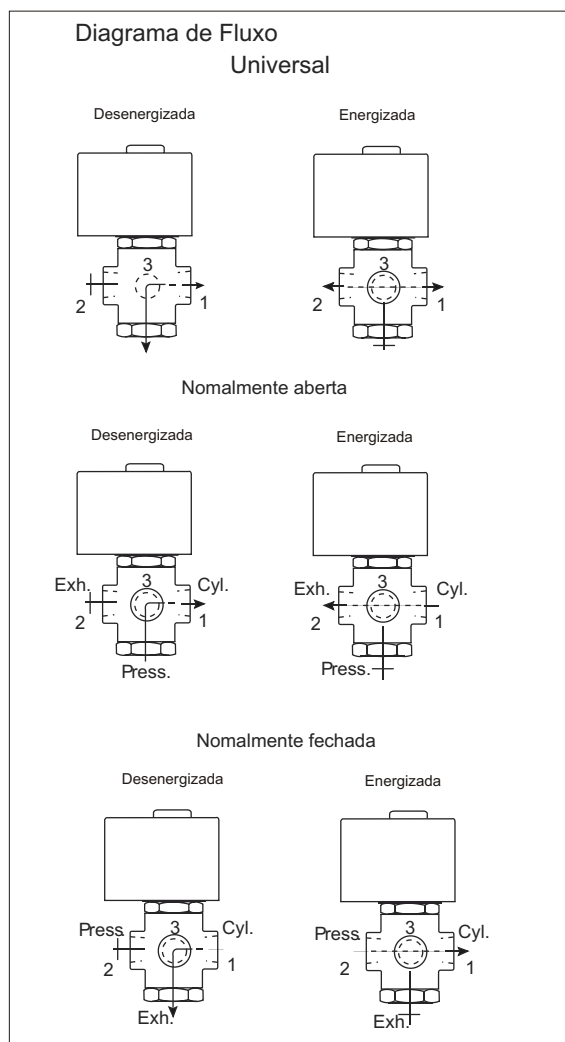 Diagrama de Fluxo
Universal
Desenergizada Energizada
3 3
2 1 2 1
Nomalmente aberta
Desenergizada Energizada
Exh. 3 Cyl. Exh. 3 Cyl.
2 1 2 1
Press. Press.
Nomalmente fechada
Desenergizada Energizada
Press. 3 Cyl. Press. 3 Cyl.
2 1 2 1
Exh. Exh.